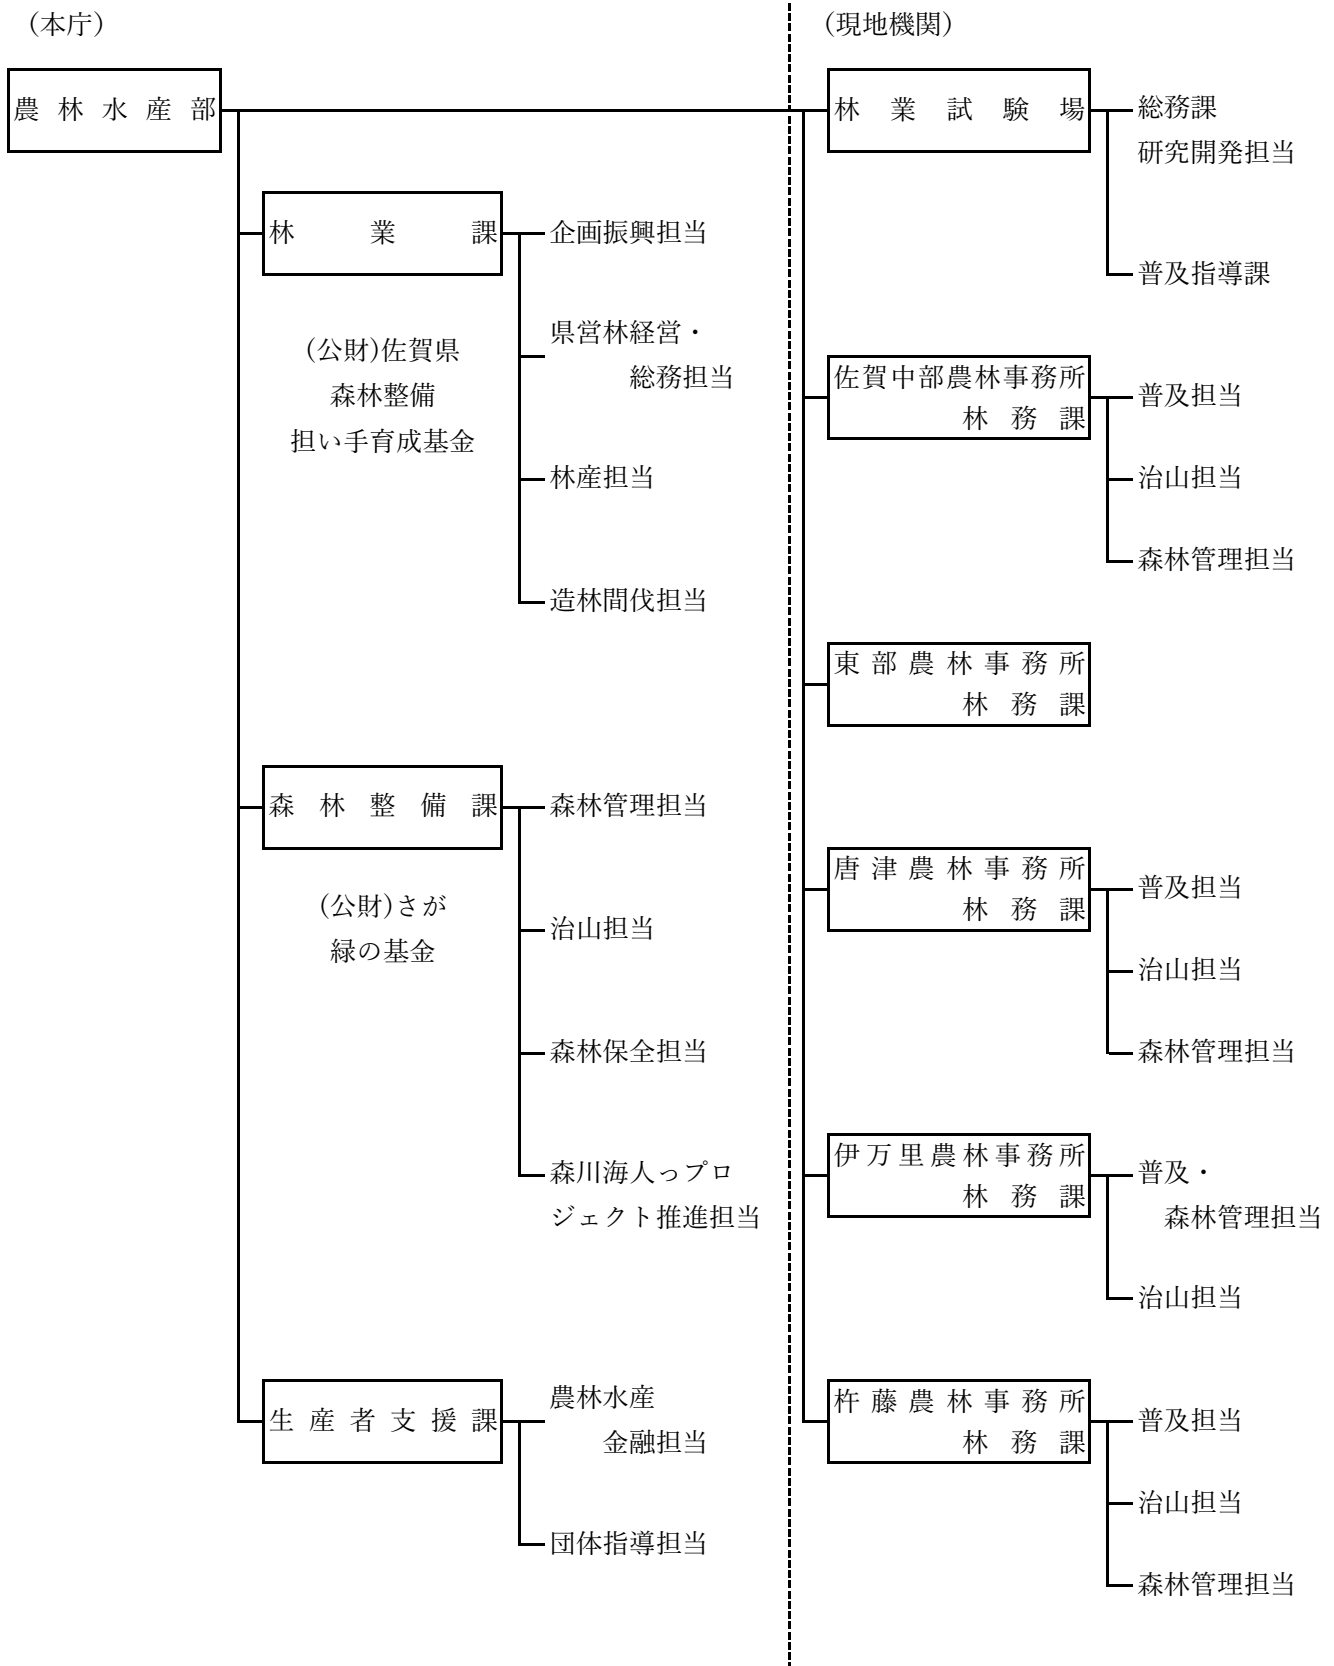 (本庁)
農林水産部
林業課
企画振興担当
県営林経営・
総務担当
(公財)佐賀県
森林整備
担い手育成基金
林産担当
造林間伐担当
森林整備課
森林管理担当
(公財)さが
緑の基金
治山担当
森林保全担当
森川海人っプロ
ジェクト推進担当
生産者支援課
農林水産
金融担当
団体指導担当
(現地機関)
林業試験場
総務課
研究開発担当
普及指導課
佐賀中部農林事務所
林務課
普及担当
治山担当
森林管理担当
東部農林事務所
林務課
唐津農林事務所
林務課
普及担当
治山担当
森林管理担当
伊万里農林事務所
林務課
普及・
森林管理担当
治山担当
杵藤農林事務所
林務課
普及担当
治山担当
森林管理担当